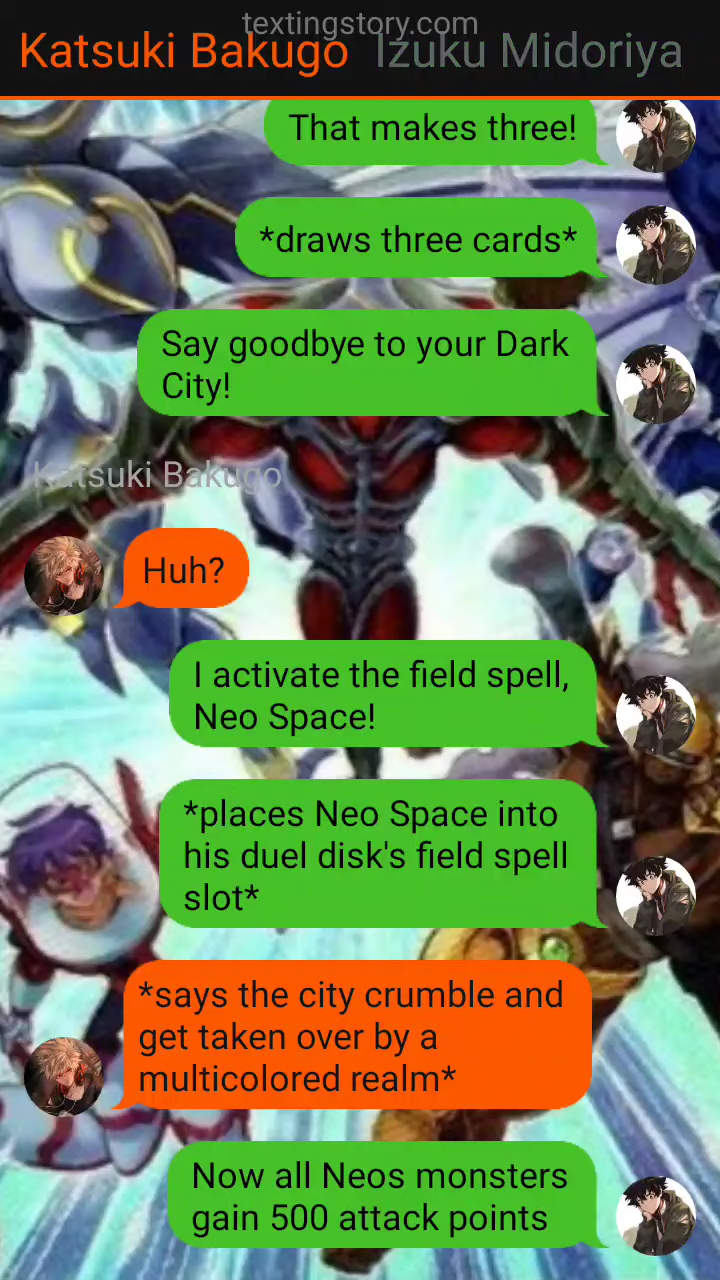 textingstory.com
Katsuki Bakugo Izuku Midoriya
That makes three!
*draws three cards*
Say goodbye to your Dark
City!
Katsuki Bakugo
Huh?
I activate the field spell,
Neo Space!
*places Neo Space into
his duel disk's field spell
slot*
*says the city crumble and
get taken over by a
multicolored realm*
Now all Neos monsters
gain 500 attack points